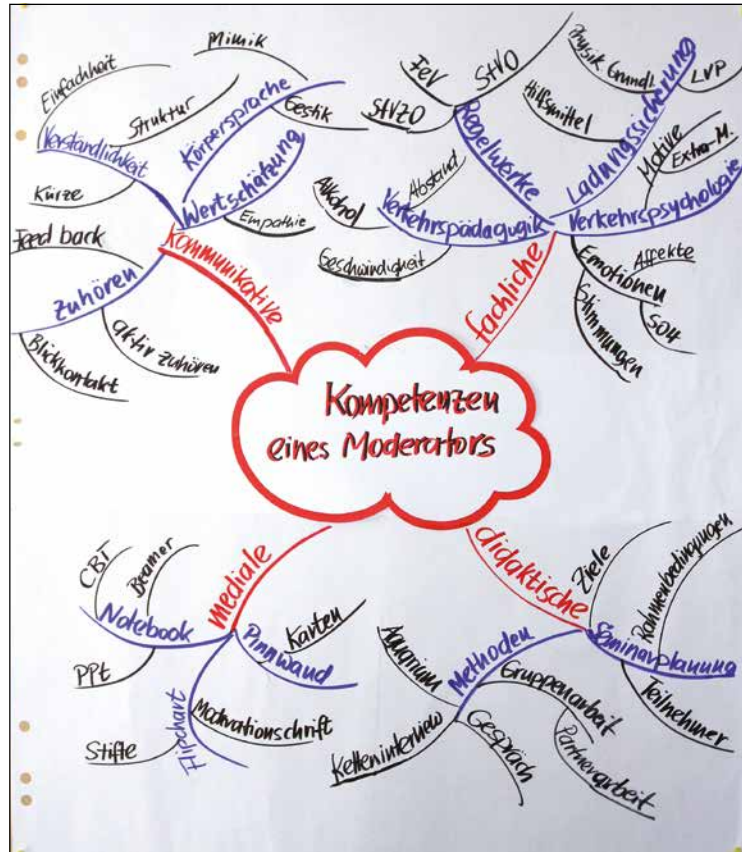 Kompetenzen
eines Moderators
kommunikative
Verständlichkeit
Einfachheit
Struktur
Kürze
Körpersprache
Mimik
Gestik
Wertschätzung
Empathie
Zuhören
Feed back
aktiv zuhören
Blickkontakt
fachliche
Verkehrspädagugik
Alkohol
Abstand
Geschwindigkeit
Regelwerke
FeV
StVO
StVZO
Ladungssicherung
Physik. Grundl.
LVP
Hilfsmittel
Verkehrspsychologie
Motive
Extra-M.
Emotionen
Affekte
Stimmungen
mediale
Notebook
CBT
Beamer
PPt
Flipchart
Stifte
Modrationschrift
Pinnwand
Karten
didaktische
Methoden
Aquarium
Ketteninterview
Gespräch
Gruppenarbeit
Partnerarbeit
Seminarplanung
Ziele
Rahmenbedingungen
Teilnehmer